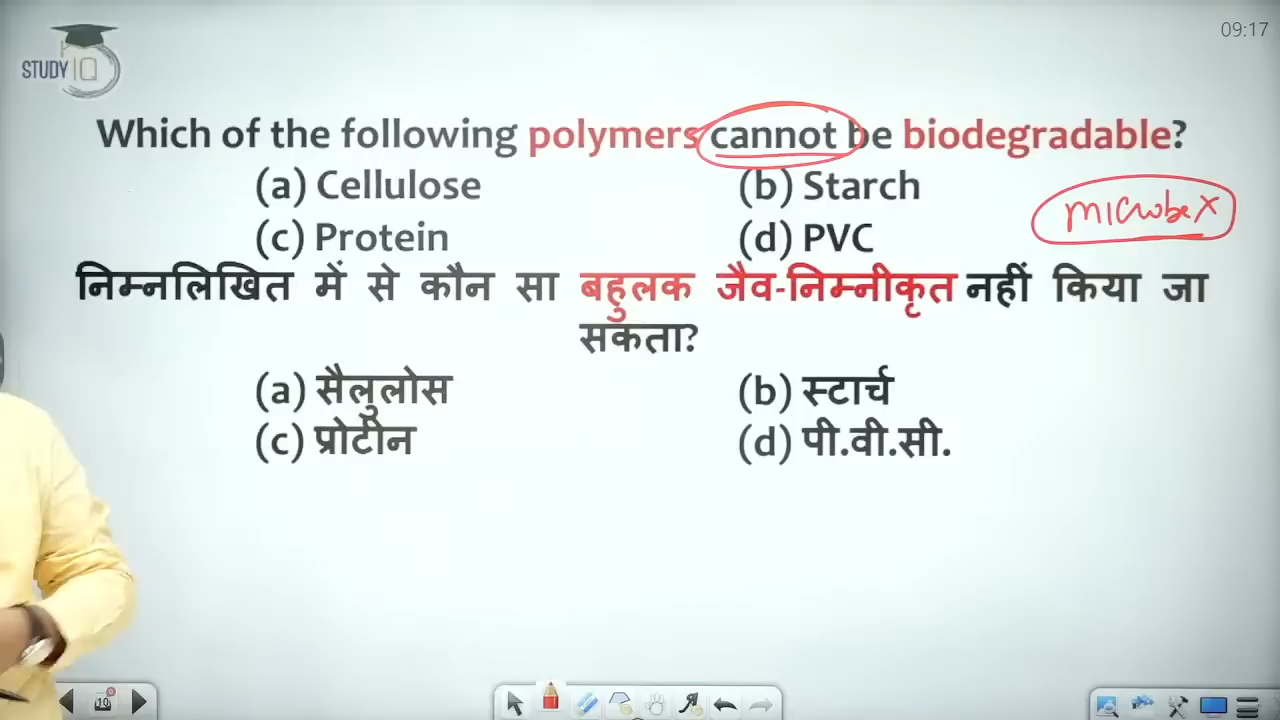 09:17
STUDY IQ
Which of the following polymers cannot be biodegradable?
(a) Cellulose (b) Starch
microbe X
(c) Protein (d) PVC
निम्नलिखित में से कौन सा बहुलक जैव-निम्नीकृत नहीं किया जा
सकता?
(a) सैलुलोस (b) स्टार्च
(c) प्रोटीन (d) पी.वी.सी.
10